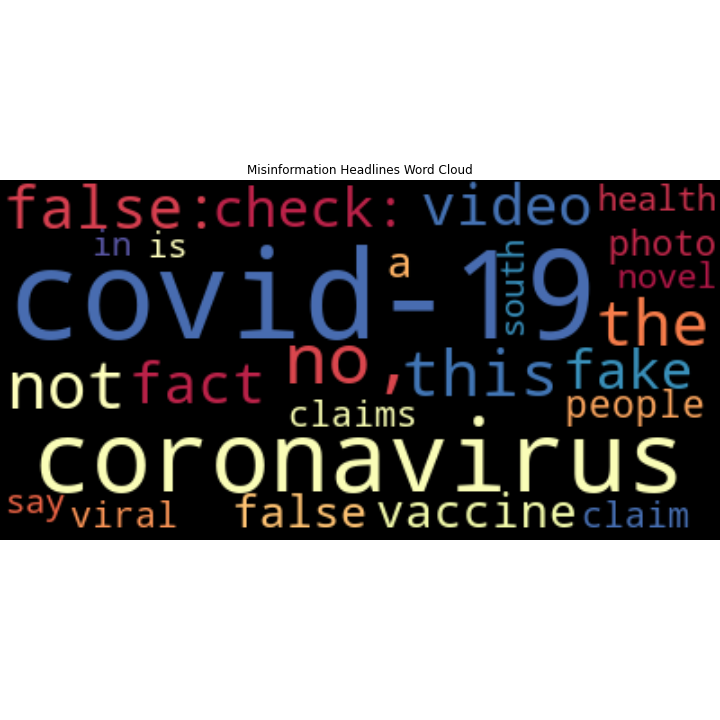 Misinformation Headlines Word Cloud
false: check: video health
in is a south photo
novel
covid-19 the
not fact no, this fake
claims people
coronavirus
say viral false vaccine claim